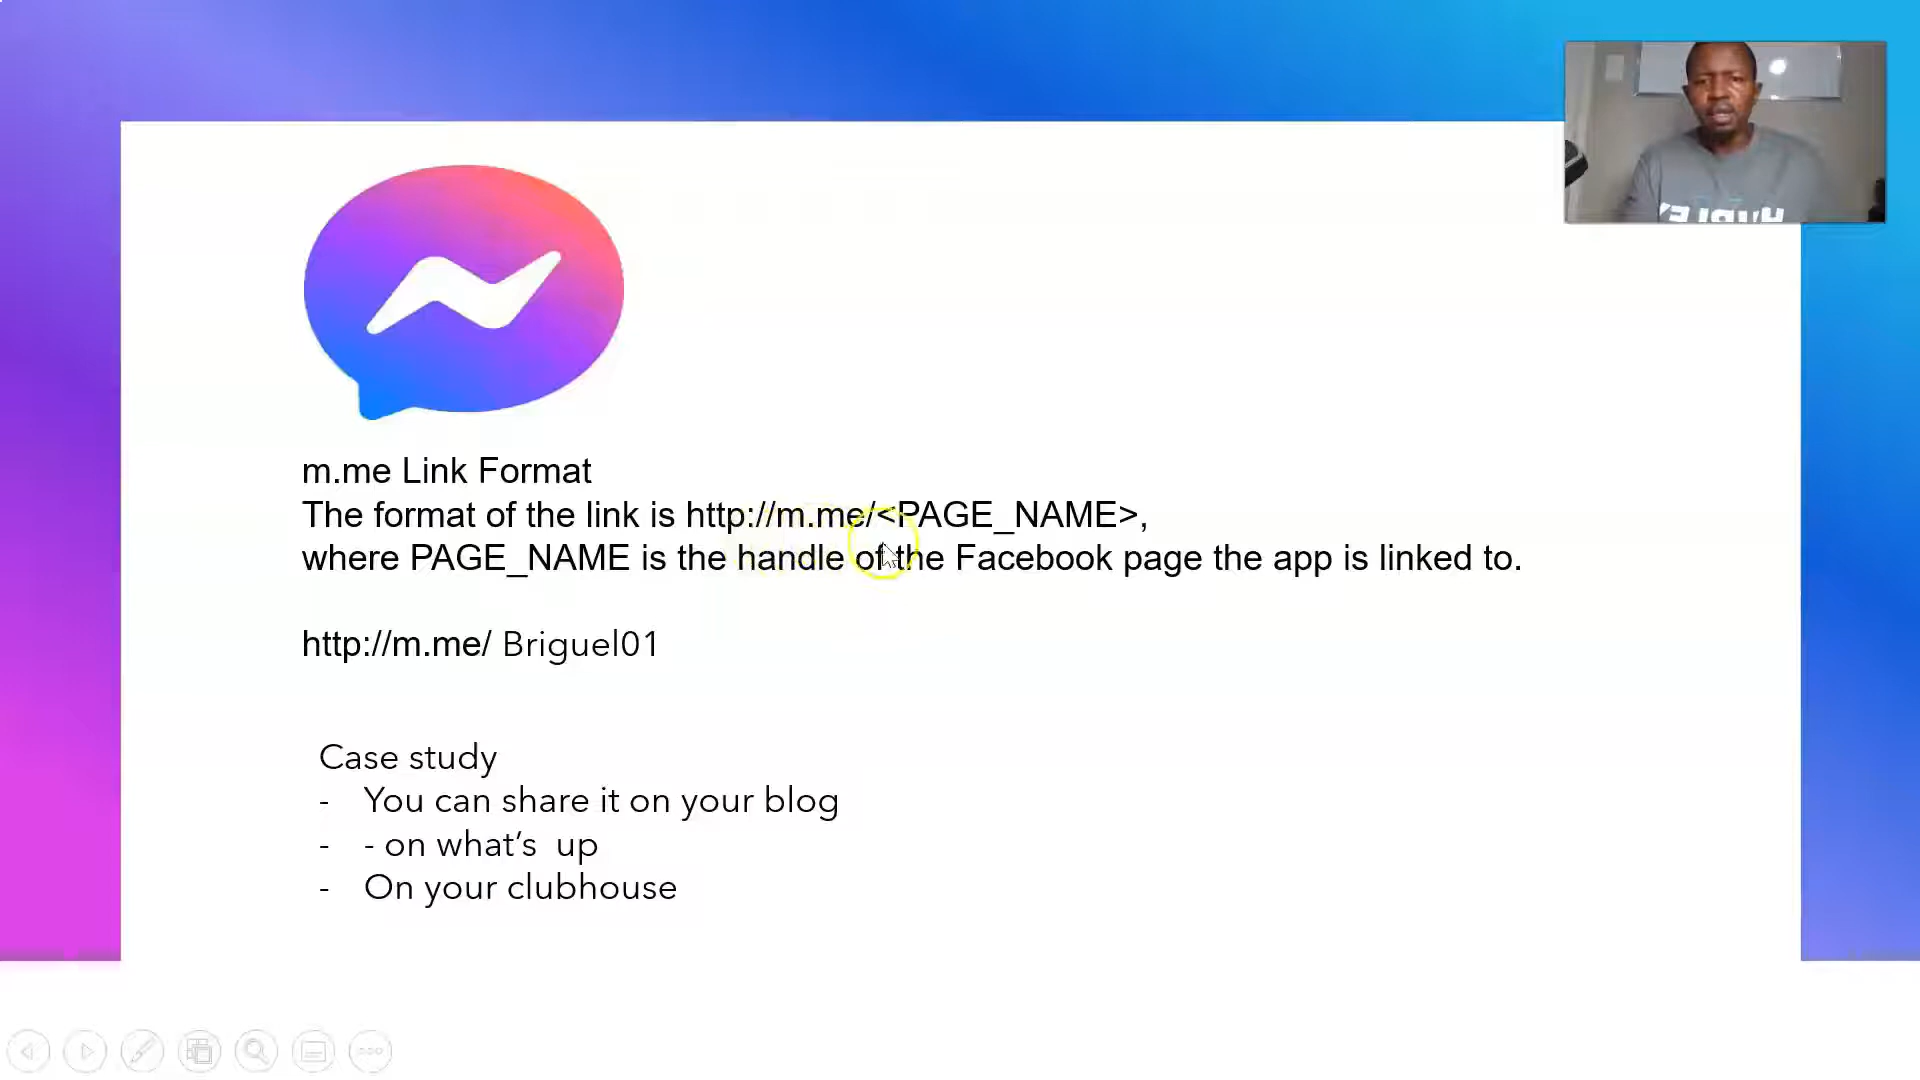 m.me Link Format
The format of the link is http://m.me/<PAGE_NAME>,
where PAGE_NAME is the handle of the Facebook page the app is linked to.
http://m.me/ Briguel01
Case study
- You can share it on your blog
- - on what’s  up
- On your clubhouse